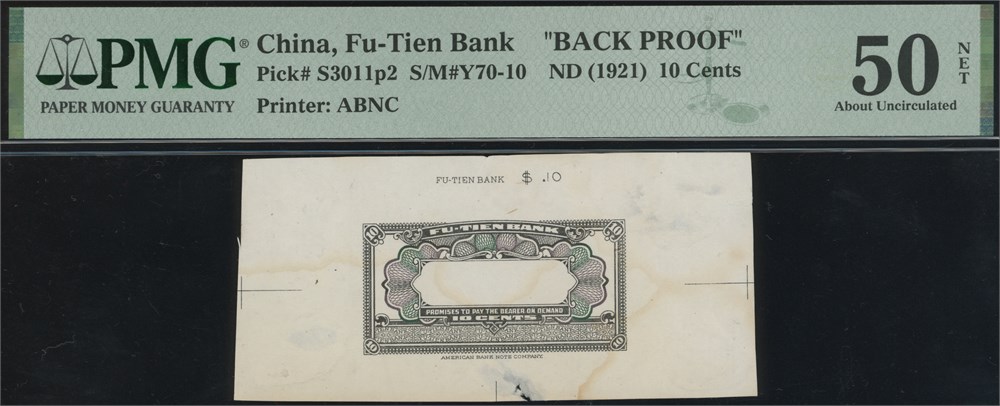 PMG®
PAPER MONEY GUARANTY
China, Fu-Tien Bank "BACK PROOF"
Pick# S3011p2 S/M#Y70-10 ND (1921) 10 Cents
Printer: ABNC
50
NET
About Uncirculated
FU-TIEN BANK $ .10
10 FU-TIEN BANK 10
PROMISES TO PAY THE BEARER ON DEMAND
10 CENTS
10 10
AMERICAN BANK NOTE COMPANY